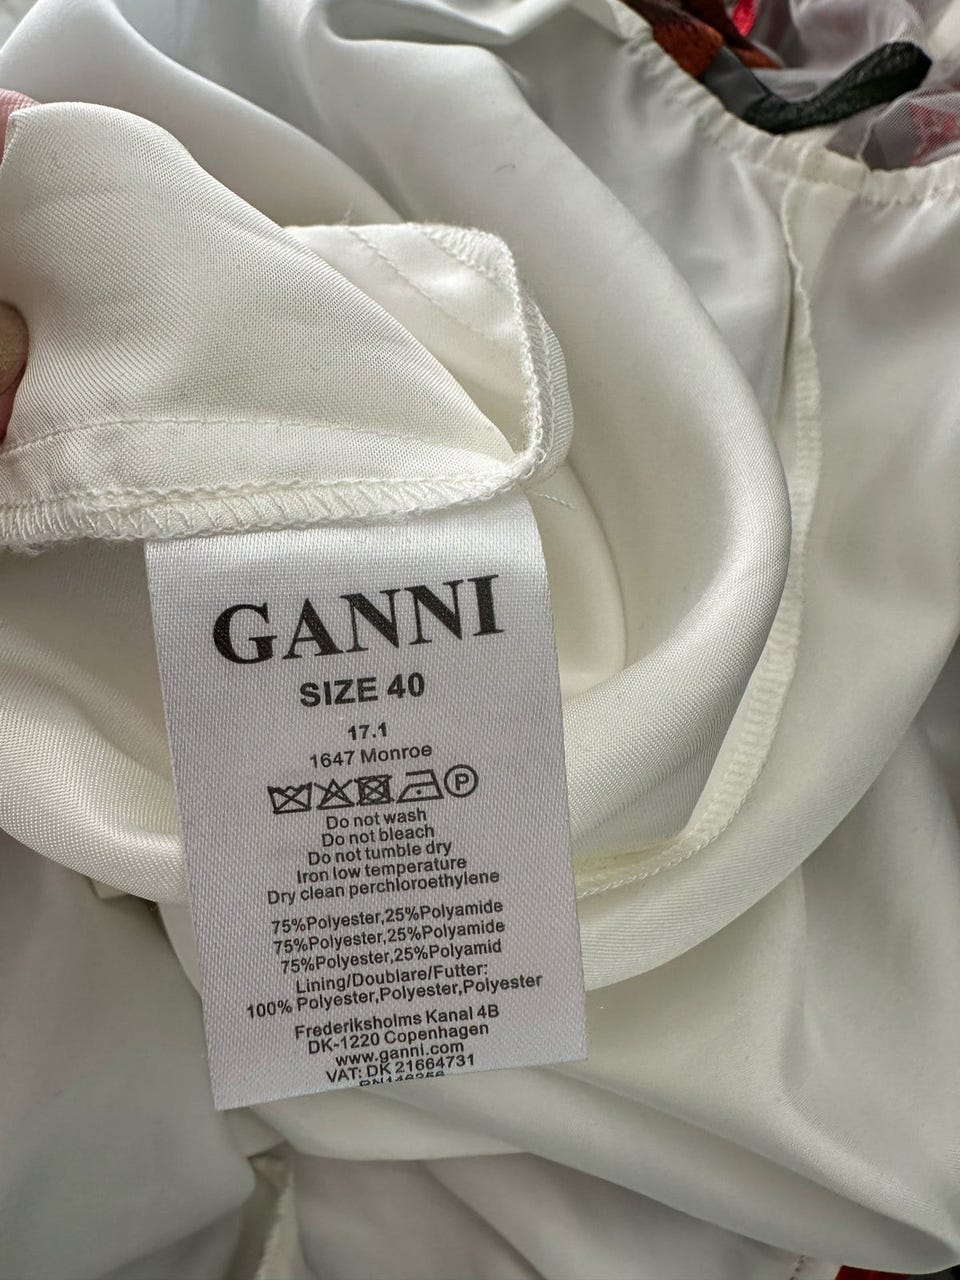 GANNI
SIZE 40
17.1
1647 Monroe
P
Do not wash
Do not bleach
Do not tumble dry
Iron low temperature
Dry clean perchloroethylene
75%Polyester,25%Polyamide
75%Polyester,25%Polyamide
75%Polyester,25%Polyamid
Lining/Doublare/Futter:
100% Polyester,Polyester,Polyester
Frederiksholms Kanal 4B
DK-1220 Copenhagen
www.ganni.com
VAT: DK 21664731